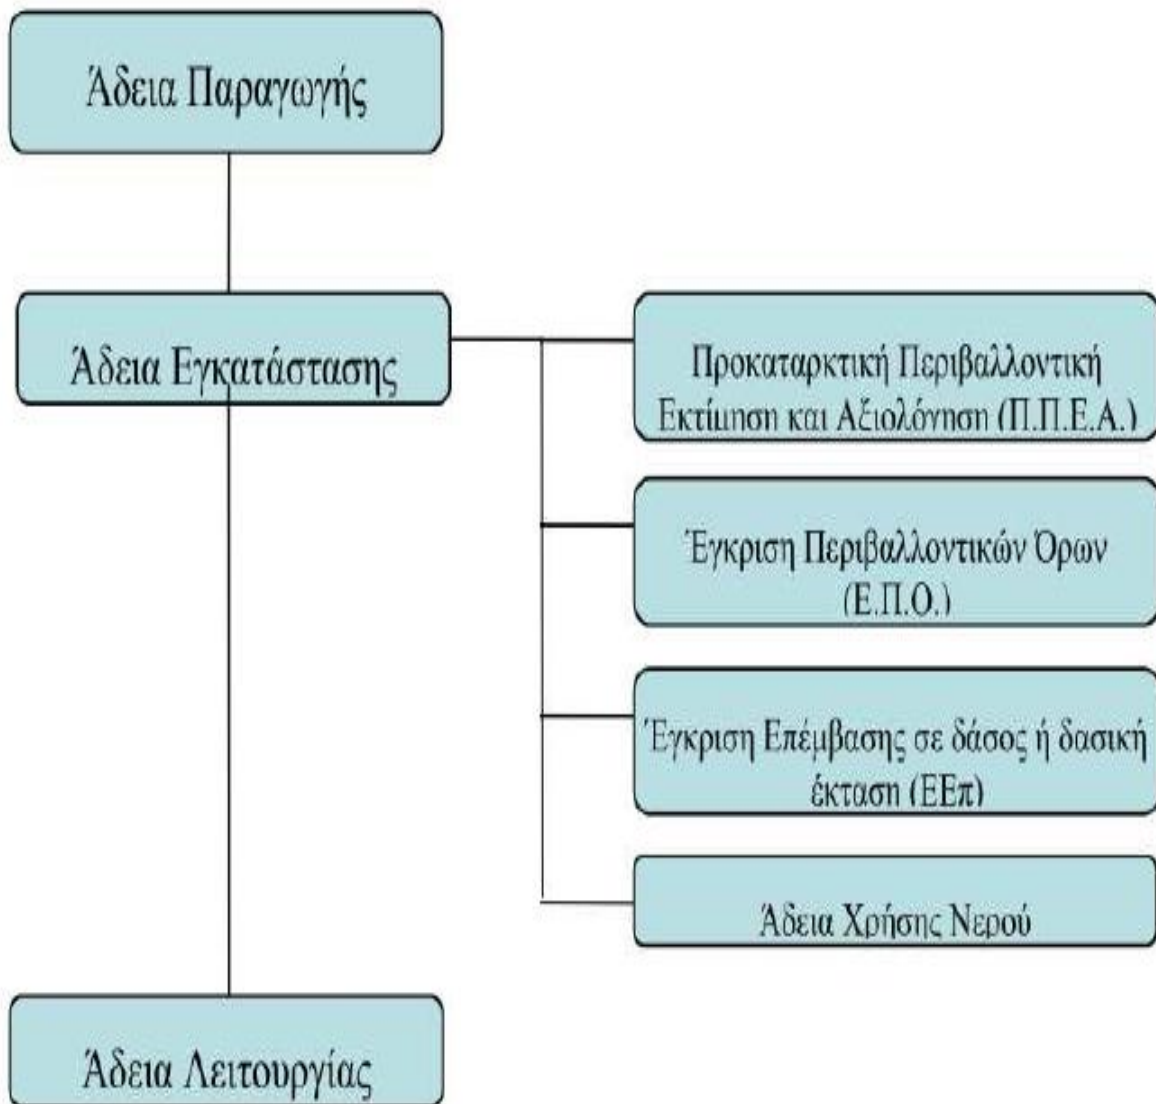 Άδεια Παραγωγής
Άδεια Εγκατάστασης
Προκαταρκτική Περιβαλλοντική
Εκτίμηση και Αξιολόγηση (Π.Π.Ε.Α.)
Έγκριση Περιβαλλοντικών Όρων
(Ε.Π.Ο.)
Έγκριση Επέμβασης σε δάσος ή δασική
έκταση (ΕΕπ)
Άδεια Χρήσης Νερού
Άδεια Λειτουργίας